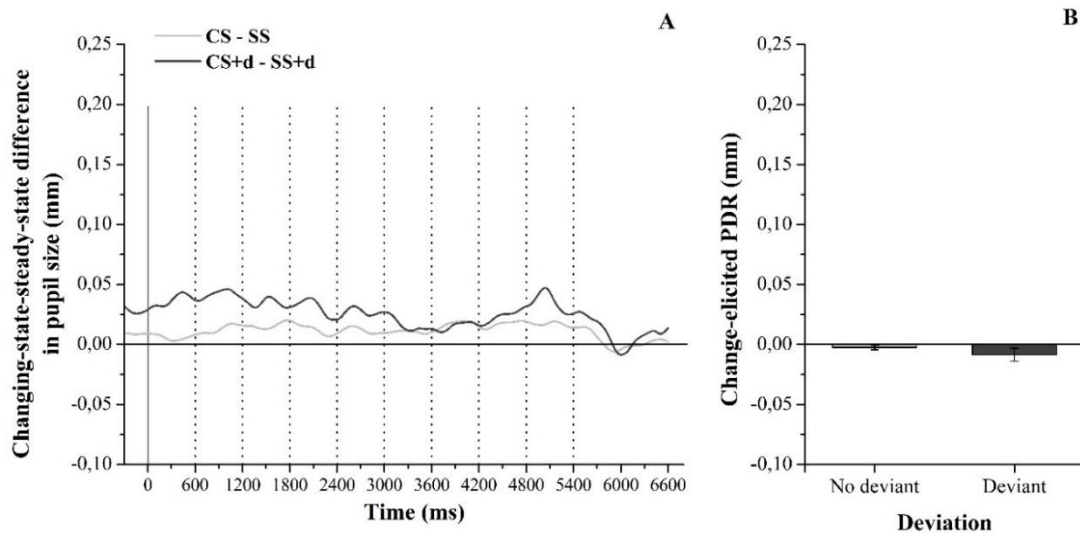 A
CS - SS
CS+d - SS+d
Changing-state-steady-state difference
in pupil size (mm)
0,25
0,20
0,15
0,10
0,05
0,00
-0,05
-0,10
0 600 1200 1800 2400 3000 3600 4200 4800 5400 6000 6600
Time (ms)
B
Change-elicited PDR (mm)
0,25
0,20
0,15
0,10
0,05
0,00
-0,05
-0,10
No deviant Deviant
Deviation